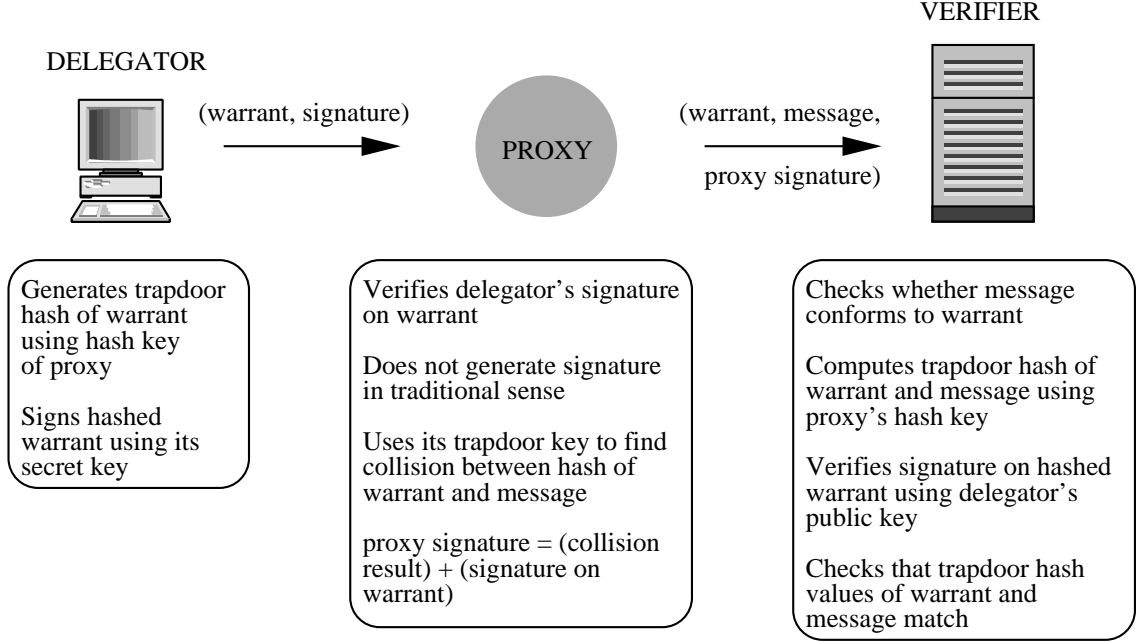 VERIFIER
DELEGATOR
(warrant, signature)
PROXY
(warrant, message,
proxy signature)
Generates trapdoor
hash of warrant
using hash key
of proxy
Signs hashed
warrant using its
secret key
Verifies delegator's signature
on warrant
Does not generate signature
in traditional sense
Uses its trapdoor key to find
collision between hash of
warrant and message
proxy signature = (collision
result) + (signature on
warrant)
Checks whether message
conforms to warrant
Computes trapdoor hash of
warrant and message using
proxy's hash key
Verifies signature on hashed
warrant using delegator's
public key
Checks that trapdoor hash
values of warrant and
message match